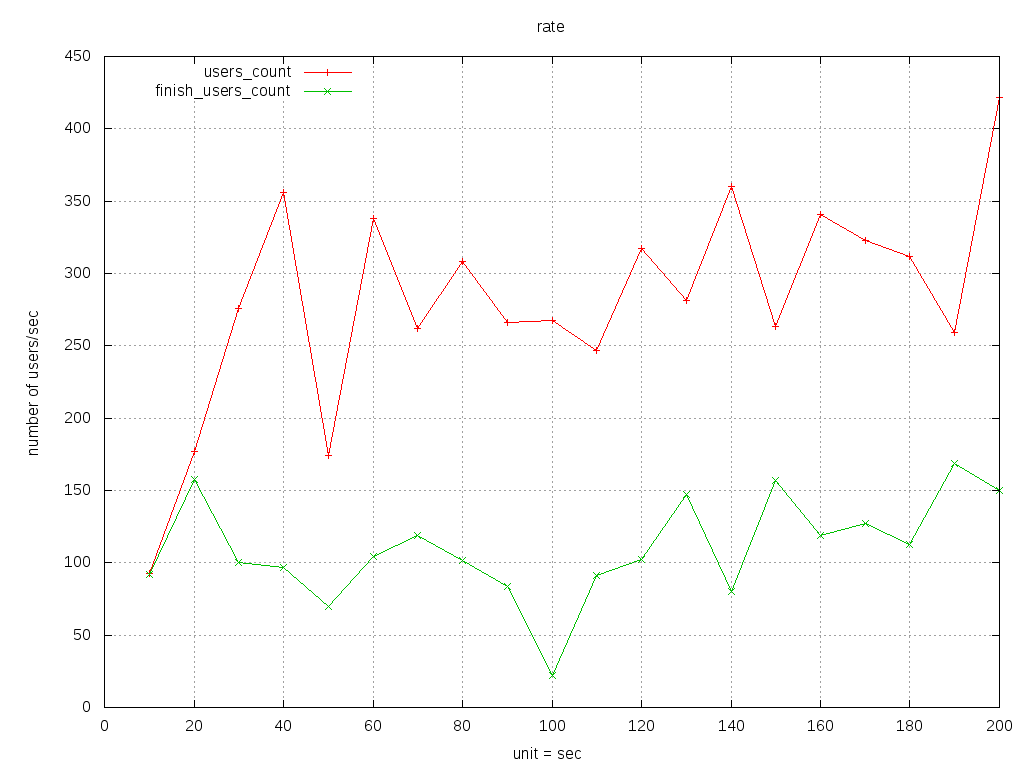 rate
450
400
350
300
250
200
150
100
50
0
users_count
finish_users_count
number of users/sec
0 20 40 60 80 100 120 140 160 180 200
unit = sec